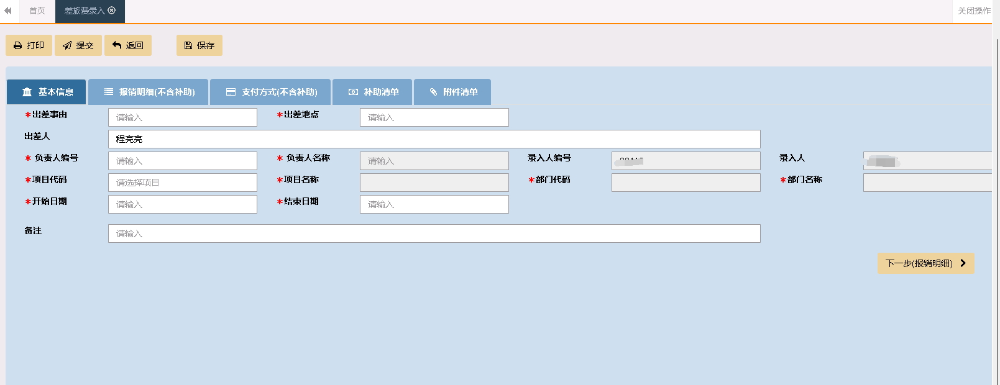 首页 差旅费录入 关闭操作
打印 提交 返回 保存
基本信息 报销明细(不含补助) 支付方式(不含补助) 补助清单 附件清单
*出差事由 请输入 *出差地点 请输入
出差人 程亮亮
* 负责人编号 请输入 * 负责人名称 请输入 录入人编号 录入人
*项目代码 请选择项目 *项目名称 *部门代码 *部门名称
*开始日期 请输入 *结束日期 请输入
备注 请输入
下一步(报销明细)